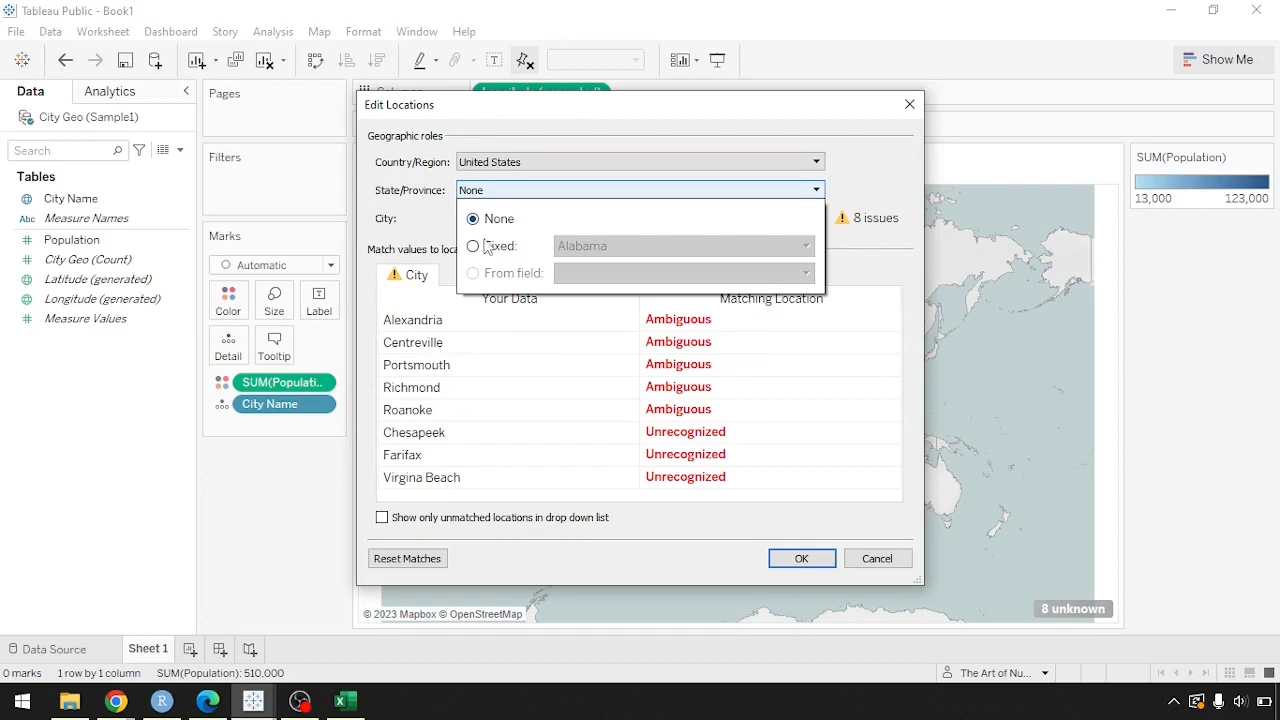 Tableau Public - Book1
File Data Worksheet Dashboard Story Analysis Map Format Window Help
Show Me
Data Analytics
City Geo (Sample1)
Search
Tables
City Name
Abc Measure Names
Population
City Geo (Count)
Latitude (generated)
Longitude (generated)
Measure Values
Pages
Filters
Marks
Automatic
Color Size Label
Detail Tooltip
SUM(Populati..
City Name
Edit Locations
Geographic roles
Country/Region: United States
State/Province: None
City:
None
8 issues
Alabama
From field:
Match values to loca
City
Your Data Matching Location
Alexandria Ambiguous
Centreville Ambiguous
Portsmouth Ambiguous
Richmond Ambiguous
Roanoke Ambiguous
Chesapeek Unrecognized
Farifax Unrecognized
Virgina Beach Unrecognized
Show only unmatched locations in drop down list
Reset Matches OK Cancel
SUM(Population)
13,000 123,000
© 2023 Mapbox © OpenStreetMap
8 unknown
Data Source Sheet 1
0 marks 1 row by 1 column SUM(Population): 510,000
The Art of Nu...